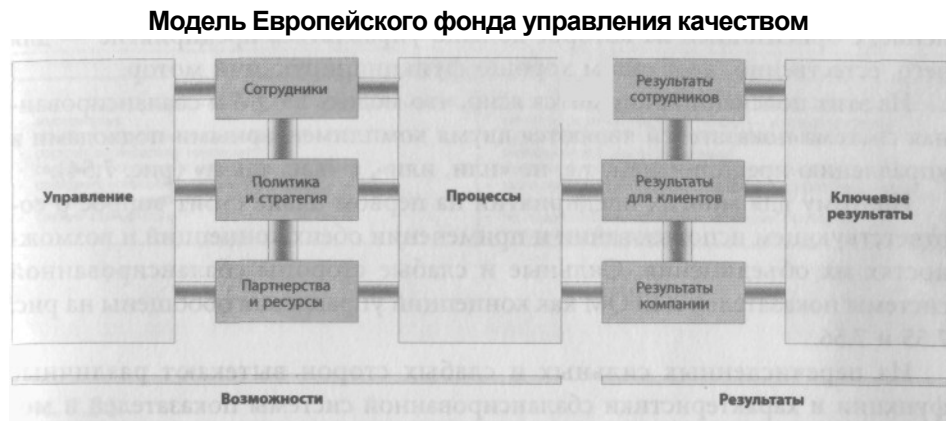 Модель Европейского фонда управления качеством
Сотрудники
Результаты
сотрудников
Управление
Политика
и стратегия
Процессы
Результаты
для клиентов
Ключевые
результаты
Партнерства
и ресурсы
Результаты
компании
Возможности
Результаты